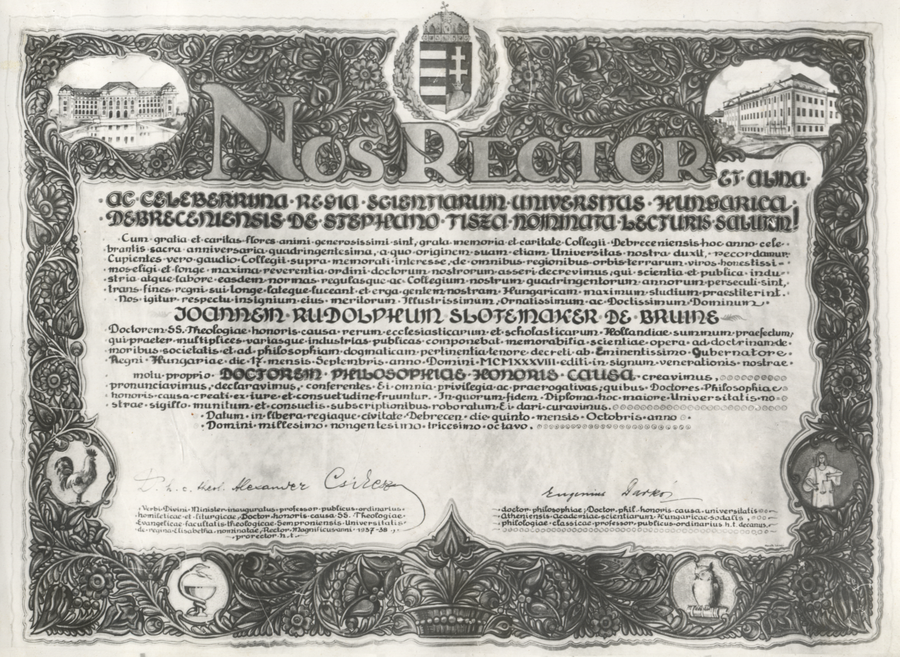 NOS RECTOR
ET ALMA
AC CELEBERRIMA REGIA SCIENTIARUM UNIVERSITAS HUNGARICA
DEBRECENIENSIS DE STEPHANO TISZA NOMINATA LECTURIS SALUTEM!
Cum gratia et caritas flores animi generosissimi sint, grata memoria et caritate Collegii Debreceniensis hoc anno cele-
brantis sacra anniversaria quadringentesima, a quo originem suam etiam Universitas nostra duxit, recordamur.
Cupientes vero gaudio Collegii supra memorati interesse, de omnibus regionibus orbis terrarum viros honestissi-
mos eligi et longe maxima reverentia ordini doctorum nostrorum asseri decrevimus, qui scientia et publica indu-
stria atque labore easdem normas regulasque ac Collegium nostrum quadringentorum annorum persecuti sint,
trans fines regni sui longe lateque luceant et erga gentem nostram Hungaricam maximum studium praestiterint.
Nos igitur respectu insignium eius meritorum Illustrissimum, Ornatissimum ac Doctissimum Dominum
JOANNEM RUDOLPHUM SLOTEMAKER DE BRUINE
Doctorem SS. Theologiae honoris causa rerum ecclesiasticarum et scholasticarum Hollandiae summum praefectum,
qui praeter multiplices variasque industrias publicas componebat memorabilia scientiae opera ad doctrinam de
moribus societatis et ad philosophiam dogmaticam pertinentia tenore decreti ab Eminentissimo Gubernatore
Regni Hungariae die 17 mensis Septembris anno Domini MCMXXXVIII editi in signum venerationis nostrae
motu proprio DOCTOREM PHILOSOPHIAE HONORIS CAUSA creavimus,
pronunciavimus, declaravimus, conferentes Ei omnia privilegia ac praerogativas, quibus Doctores Philosophiae
honoris causa creati ex iure et consuetudine fruuntur. In quorum fidem Diploma hoc maiore Universitatis no-
strae sigillo munitum et consuetis subscriptionibus roboratum Ei dari curavimus.
Datum in libera regiaque civitate Debrecen die quinto mensis Octobris anno
Domini millesimo nongentesimo tricesimo octavo.
D. h. c. theol. Alexander Csikesz
Eugenius Darkó
Verbi Divini Minister inauguratus professor publicus ordinarius
homileticae et liturgicae Doctor honoris causa SS. Theologiae
Evangelicae facultatis theologicae Semproniensis Universitatis
de regina Elisabetha nominatae, Rector Magnificus anni 1937-38
prorector h. t.
doctor philosophiae, Doctor phil. honoris causa universitatis
Atheniensis Academiae scientiarum Hungaricae sodalis
philologiae classicae professor publicus ordinarius h. t. decanus.